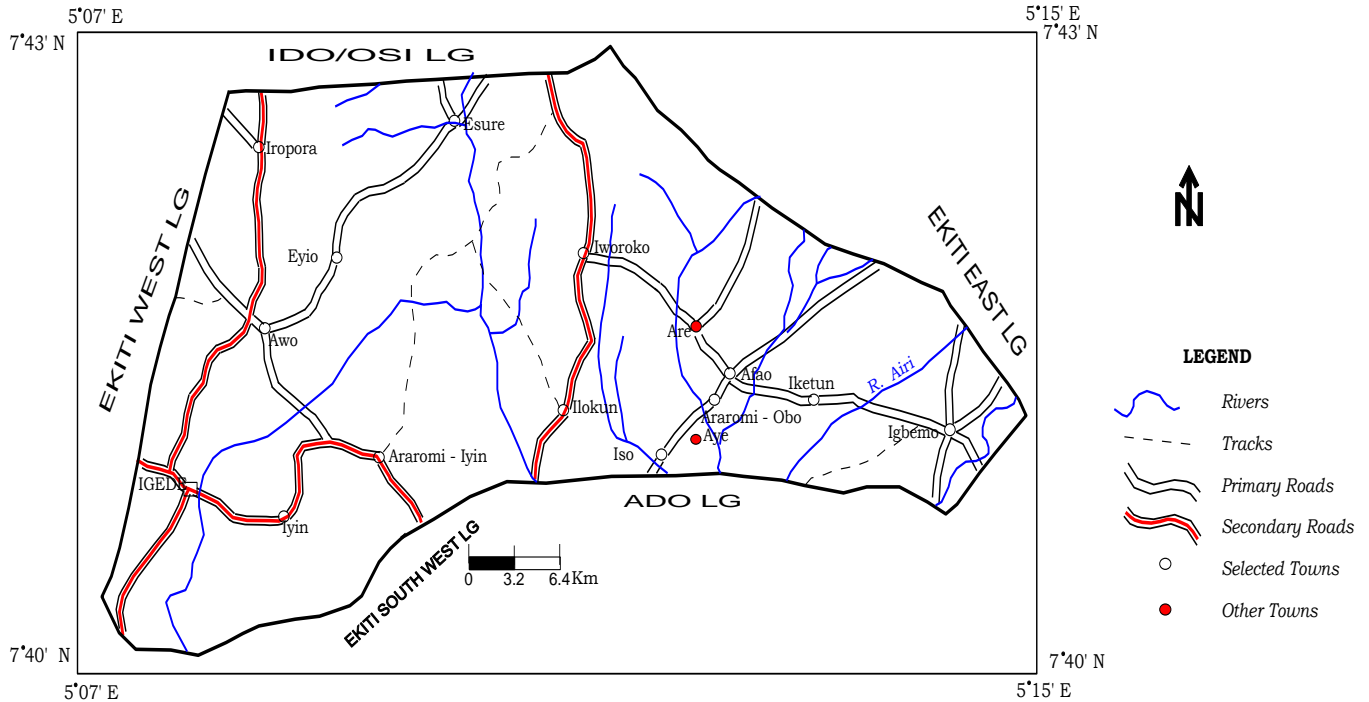 5°07' E
5°15' E
7°43' N
7°43' N
IDO/OSI LG
Esure
Iropora
EKITI WEST LG
EKITI EAST LG
N
Iworoko
Eyio
Are
Awo
Afao
Iketun
R. Airi
LEGEND
Rivers
Tracks
Primary Roads
Secondary Roads
Selected Towns
Other Towns
Ilokun
Araromi - Obo
Aye
Igbemo
Iso
Araromi - Iyin
IGEDE
Iyin
ADO LG
EKITI SOUTH WEST LG
0 3.2 6.4Km
7°40' N
7°40' N
5°07' E
5°15' E